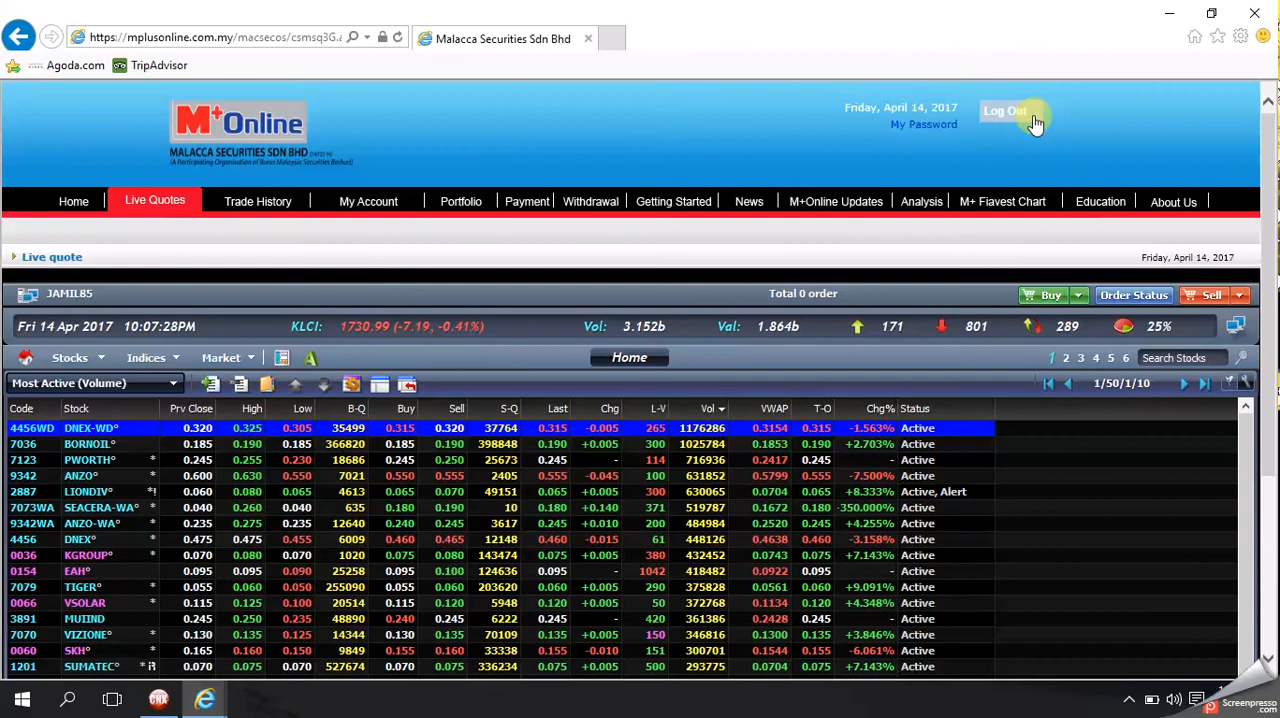 https://mplusonline.com.my/macsecos/csmsq3G.a
Malacca Securities Sdn Bhd
Agoda.com TripAdvisor
M+Online
MALACCA SECURITIES SDN BHD
(A Participating Organisation of Bursa Malaysia Securities Berhad)
Friday, April 14, 2017
Log Out
My Password
Home Live Quotes Trade History My Account Portfolio Payment Withdrawal Getting Started News M+Online Updates Analysis M+ Fiavest Chart Education About Us
Live quote Friday, April 14, 2017
JAMIL85 Total 0 order Buy Order Status Sell
Fri 14 Apr 2017 10:07:28PM KLCI: 1730.99 (-7.19, -0.41%) Vol: 3.152b Val: 1.864b 171 801 289 25%
Stocks Indices Market A Home 1 2 3 4 5 6 Search Stocks
Most Active (Volume) 1/50/1/10
Code Stock Prv Close High Low B-Q Buy Sell S-Q Last Chg L-V Vol VWAP T-O Chg% Status
4456WD DNEX-WD° 0.320 0.325 0.305 35499 0.315 0.320 37764 0.315 -0.005 265 1176286 0.3154 0.315 -1.563% Active
7036 BORNOIL° 0.185 0.190 0.180 366820 0.185 0.190 398848 0.190 +0.005 300 1025784 0.1853 0.190 +2.703% Active
7123 PWORTH° * 0.245 0.255 0.230 18686 0.245 0.250 25673 0.245 - 114 716936 0.2417 0.245 - Active
9342 ANZO° * 0.600 0.630 0.550 7021 0.550 0.555 2405 0.555 -0.045 100 631852 0.5799 0.555 -7.500% Active
2887 LIONDIV° *! 0.060 0.080 0.065 4613 0.065 0.070 49151 0.065 +0.005 300 630065 0.0704 0.065 +8.333% Active, Alert
7073WA SEACERA-WA° * 0.040 0.260 0.040 635 0.180 0.190 10 0.180 +0.140 371 519787 0.1672 0.180 -350.000% Active
9342WA ANZO-WA° * 0.235 0.275 0.235 12640 0.240 0.245 3617 0.245 +0.010 200 484984 0.2520 0.245 +4.255% Active
4456 DNEX° * 0.475 0.475 0.455 6009 0.460 0.465 12148 0.460 -0.015 61 448126 0.4638 0.460 -3.158% Active
0036 KGROUP° * 0.070 0.080 0.070 1020 0.075 0.080 143474 0.075 +0.005 380 432452 0.0743 0.075 +7.143% Active
0154 EAH° * 0.095 0.095 0.090 25258 0.095 0.100 124636 0.095 - 1042 418482 0.0922 0.095 - Active
7079 TIGER° * 0.055 0.060 0.050 255090 0.055 0.060 203620 0.060 +0.005 290 375828 0.0561 0.060 +9.091% Active
0066 VSOLAR * 0.115 0.125 0.100 20514 0.115 0.120 5948 0.120 +0.005 50 372768 0.1134 0.120 +4.348% Active
3891 MUIIND 0.245 0.250 0.235 48890 0.240 0.245 6222 0.245 - 420 361386 0.2428 0.245 - Active
7070 VIZIONE° * 0.130 0.135 0.125 14344 0.130 0.135 70109 0.135 +0.005 150 346816 0.1300 0.135 +3.846% Active
0060 SKH° * 0.165 0.160 0.150 9849 0.155 0.160 33338 0.155 -0.010 151 300701 0.1544 0.155 -6.061% Active
1201 SUMATEC° 0.070 0.075 0.070 527674 0.070 0.075 336234 0.075 +0.005 500 293775 0.0704 0.075 +7.143% Active
CNX
Screenpresso
.com